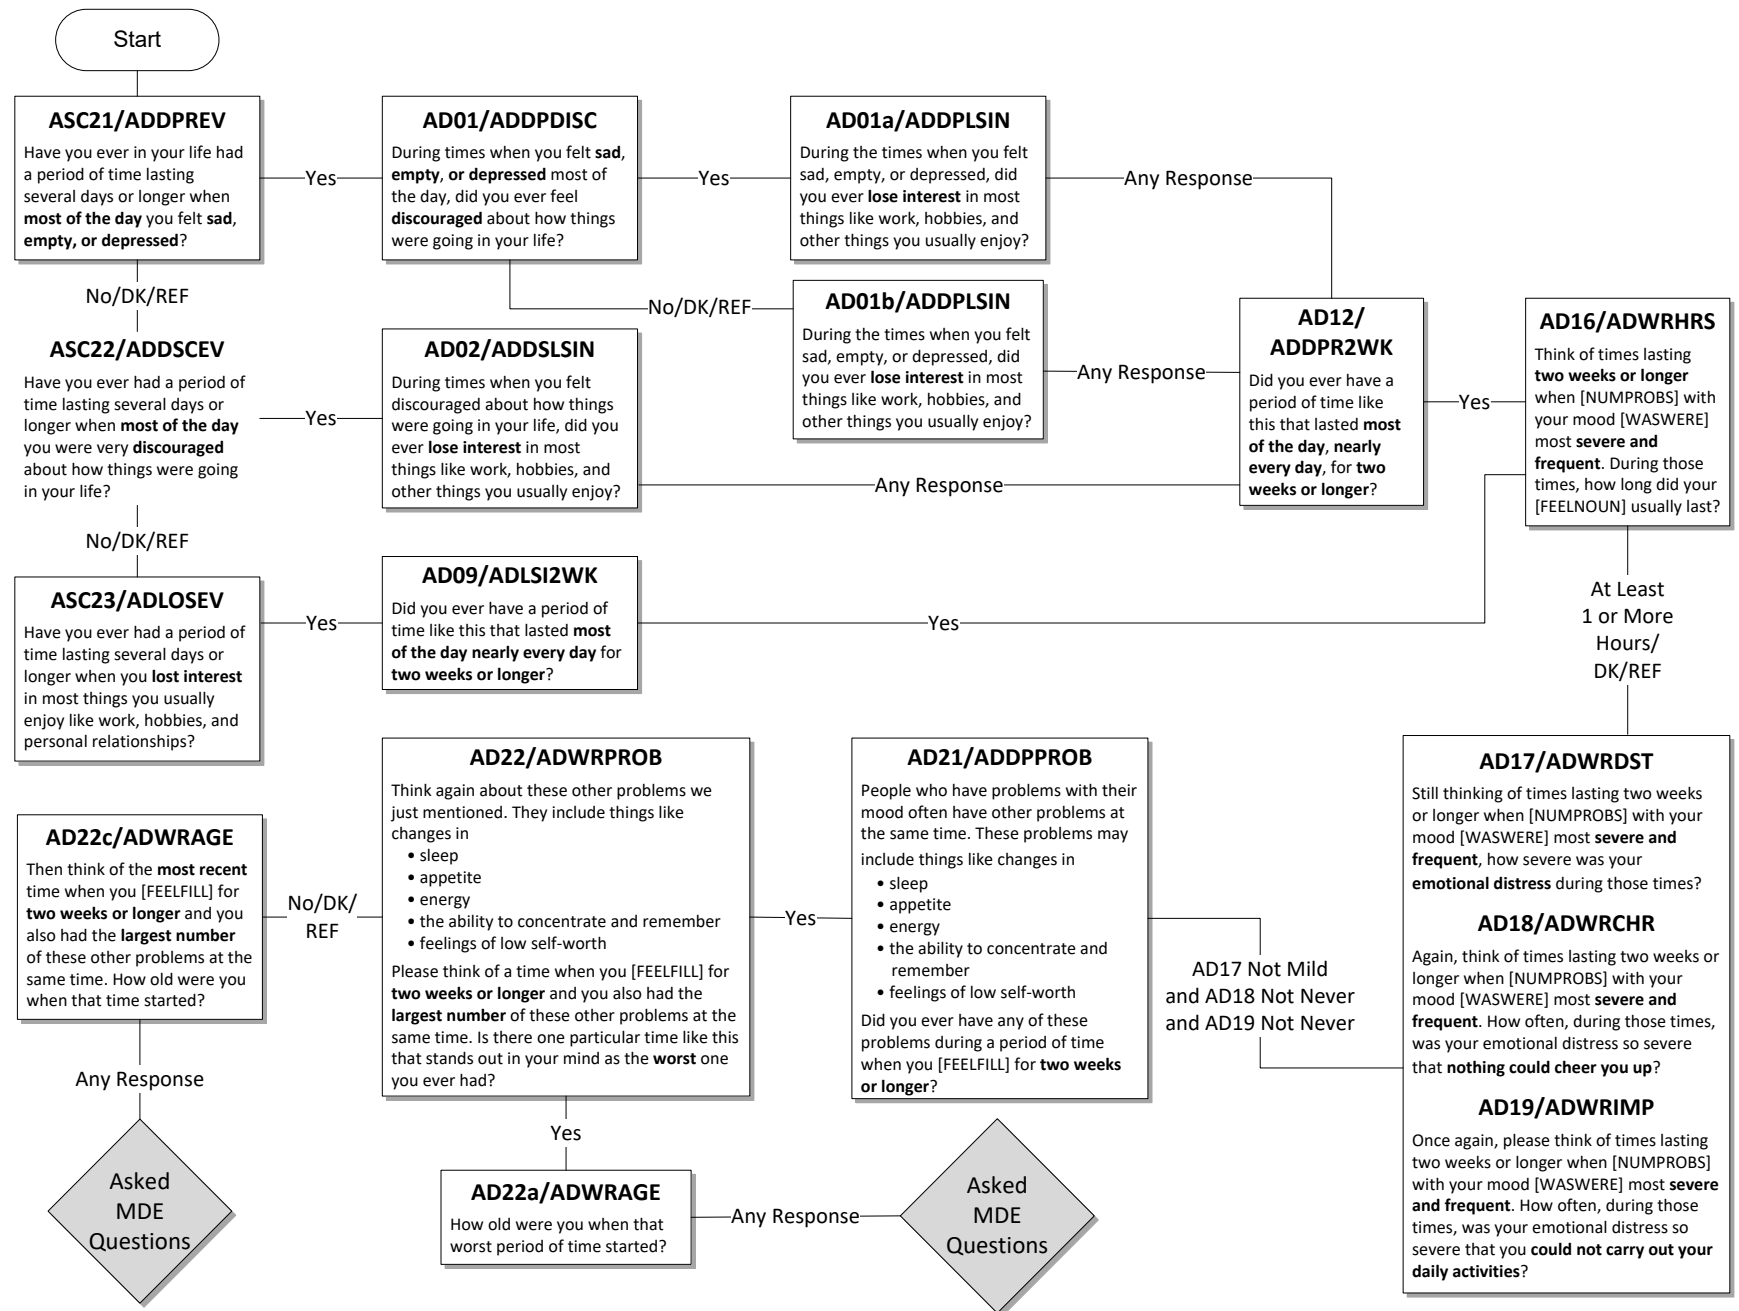 Start
ASC21/ADDPREV
Have you ever in your life had
a period of time lasting
several days or longer when
most of the day you felt sad,
empty, or depressed?
Yes
AD01/ADDPDISC
During times when you felt sad,
empty, or depressed most of
the day, did you ever feel
discouraged about how things
were going in your life?
Yes
AD01a/ADDPLSIN
During the times when you felt
sad, empty, or depressed, did
you ever lose interest in most
things like work, hobbies, and
other things you usually enjoy?
Any Response
No/DK/REF
No/DK/REF
AD01b/ADDPLSIN
During the times when you felt
sad, empty, or depressed, did
you ever lose interest in most
things like work, hobbies, and
other things you usually enjoy?
Any Response
ASC22/ADDSCEV
Have you ever had a period of
time lasting several days or
longer when most of the day
you were very discouraged
about how things were going
in your life?
Yes
AD02/ADDSLSIN
During times when you felt
discouraged about how things
were going in your life, did you
ever lose interest in most
things like work, hobbies, and
other things you usually enjoy?
Any Response
AD12/
ADDPR2WK
Did you ever have a
period of time like
this that lasted most
of the day, nearly
every day, for two
weeks or longer?
Yes
AD16/ADWRHRS
Think of times lasting
two weeks or longer
when [NUMPROBS] with
your mood [WASWERE]
most severe and
frequent. During those
times, how long did your
[FEELNOUN] usually last?
No/DK/REF
ASC23/ADLOSEV
Have you ever had a period of
time lasting several days or
longer when you lost interest
in most things you usually
enjoy like work, hobbies, and
personal relationships?
Yes
AD09/ADLSI2WK
Did you ever have a period of
time like this that lasted most
of the day nearly every day for
two weeks or longer?
Yes
At Least
1 or More
Hours/
DK/REF
AD17/ADWRDST
Still thinking of times lasting two weeks
or longer when [NUMPROBS] with your
mood [WASWERE] most severe and
frequent, how severe was your
emotional distress during those times?
AD18/ADWRCHR
Again, think of times lasting two weeks or
longer when [NUMPROBS] with your
mood [WASWERE] most severe and
frequent. How often, during those times,
was your emotional distress so severe
that nothing could cheer you up?
AD19/ADWRIMP
Once again, please think of times lasting
two weeks or longer when [NUMPROBS]
with your mood [WASWERE] most severe
and frequent. How often, during those
times, was your emotional distress so
severe that you could not carry out your
daily activities?
AD17 Not Mild
and AD18 Not Never
and AD19 Not Never
AD21/ADDPPROB
People who have problems with their
mood often have other problems at
the same time. These problems may
include things like changes in
• sleep
• appetite
• energy
• the ability to concentrate and
remember
• feelings of low self-worth
Did you ever have any of these
problems during a period of time
when you [FEELFILL] for two weeks
or longer?
Yes
AD22/ADWRPROB
Think again about these other problems we
just mentioned. They include things like
changes in
• sleep
• appetite
• energy
• the ability to concentrate and remember
• feelings of low self-worth
Please think of a time when you [FEELFILL] for
two weeks or longer and you also had the
largest number of these other problems at the
same time. Is there one particular time like this
that stands out in your mind as the worst one
you ever had?
No/DK/
REF
AD22c/ADWRAGE
Then think of the most recent
time when you [FEELFILL] for
two weeks or longer and you
also had the largest number
of these other problems at the
same time. How old were you
when that time started?
Any Response
Asked
MDE
Questions
Yes
AD22a/ADWRAGE
How old were you when that
worst period of time started?
Any Response
Asked
MDE
Questions